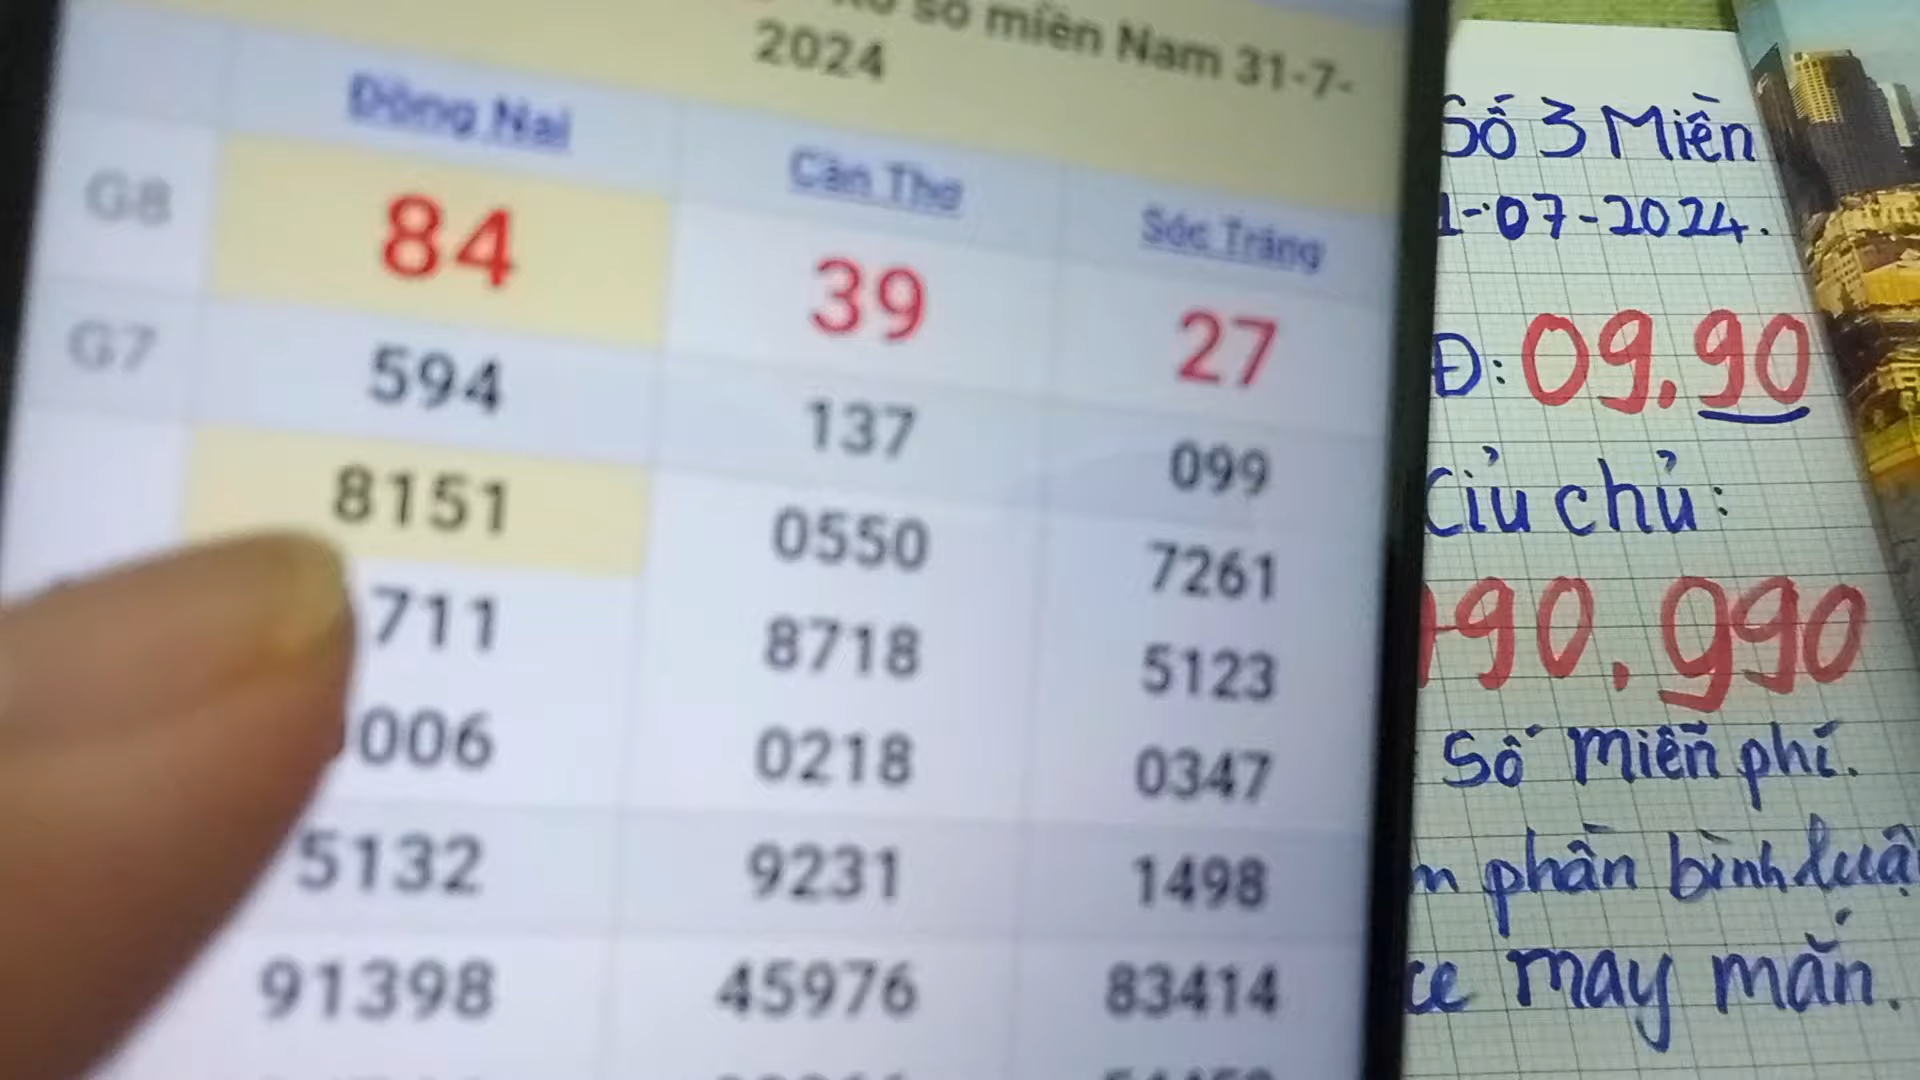 số miền Nam 31-7-
2024
Đồng Nai Cần Thơ Sóc Trăng
G8 84 39 27
G7 594 137 099
8151 0550 7261
711 8718 5123
006 0218 0347
5132 9231 1498
91398 45976 83414
Số 3 Miền
1-07-2024.
Đ: 09.90
Ciủ chủ:
90.990
Số miễn phí.
phần bình luậ
may mắn.